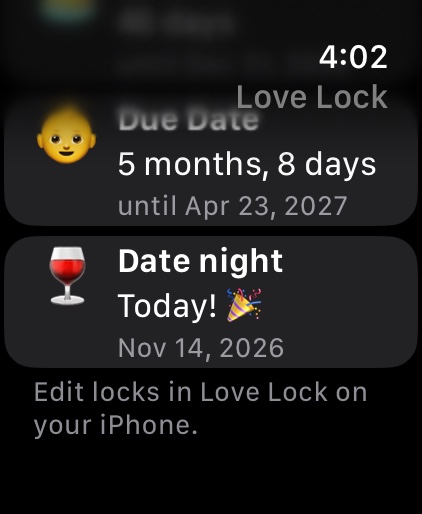 4:02
Love Lock
Due Date
5 months, 8 days
until Apr 23, 2027
Date night
Today! 🎉
Nov 14, 2026
Edit locks in Love Lock on
your iPhone.